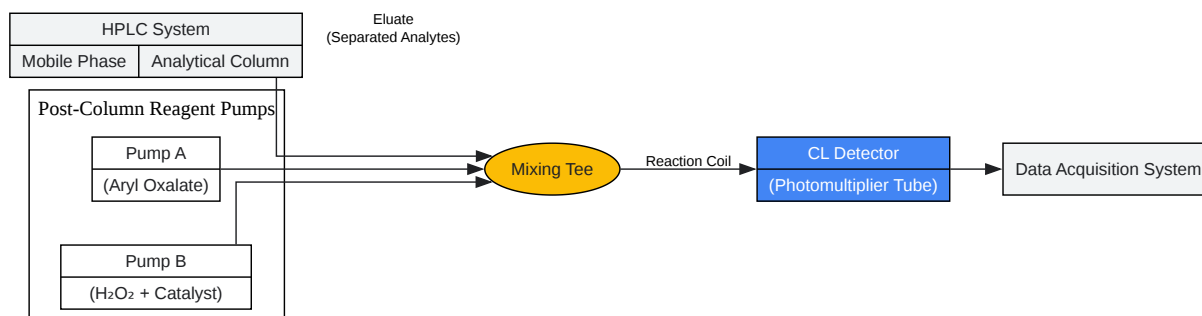 HPLC System
Mobile Phase
Analytical Column
Eluate
(Separated Analytes)
Post-Column Reagent Pumps
Pump A
(Aryl Oxalate)
Pump B
(H₂O₂ + Catalyst)
Mixing Tee
Reaction Coil
CL Detector
(Photomultiplier Tube)
Data Acquisition System